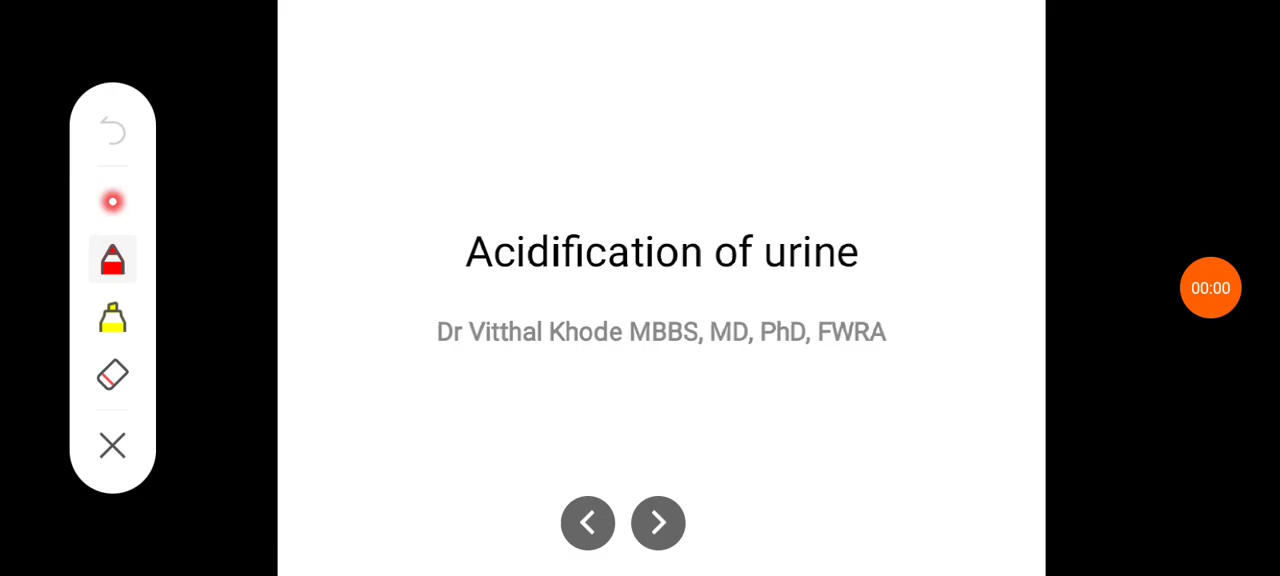 Acidification of urine
Dr Vitthal Khode MBBS, MD, PhD, FWRA
00:00